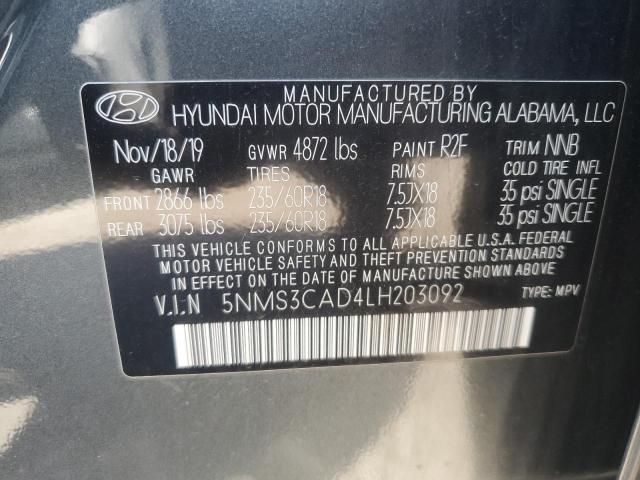 MANUFACTURED BY
HYUNDAI MOTOR MANUFACTURING ALABAMA, LLC
Nov/18/19 GVWR 4872 lbs PAINT R2F TRIM NNB
GAWR TIRES RIMS COLD TIRE INFL
FRONT 2866 lbs 235/60R18 7.5JX18 35 psi SINGLE
REAR 3075 lbs 235/60R18 7.5JX18 35 psi SINGLE
THIS VEHICLE CONFORMS TO ALL APPLICABLE U.S.A. FEDERAL
MOTOR VEHICLE SAFETY AND THEFT PREVENTION STANDARDS
IN EFFECT ON THE DATE OF MANUFACTURE SHOWN ABOVE
V.I.N 5NMS3CAD4LH203092 TYPE: MPV